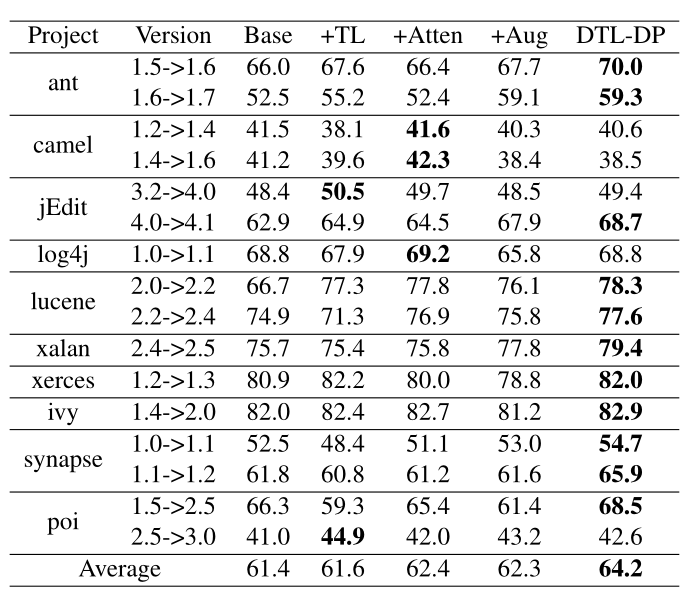 Project Version Base +TL +Atten +Aug DTL-DP
ant 1.5->1.6 66.0 67.6 66.4 67.7 70.0
1.6->1.7 52.5 55.2 52.4 59.1 59.3
camel 1.2->1.4 41.5 38.1 41.6 40.3 40.6
1.4->1.6 41.2 39.6 42.3 38.4 38.5
jEdit 3.2->4.0 48.4 50.5 49.7 48.5 49.4
4.0->4.1 62.9 64.9 64.5 67.9 68.7
log4j 1.0->1.1 68.8 67.9 69.2 65.8 68.8
lucene 2.0->2.2 66.7 77.3 77.8 76.1 78.3
2.2->2.4 74.9 71.3 76.9 75.8 77.6
xalan 2.4->2.5 75.7 75.4 75.8 77.8 79.4
xerces 1.2->1.3 80.9 82.2 80.0 78.8 82.0
ivy 1.4->2.0 82.0 82.4 82.7 81.2 82.9
synapse 1.0->1.1 52.5 48.4 51.1 53.0 54.7
1.1->1.2 61.8 60.8 61.2 61.6 65.9
poi 1.5->2.5 66.3 59.3 65.4 61.4 68.5
2.5->3.0 41.0 44.9 42.0 43.2 42.6
Average 61.4 61.6 62.4 62.3 64.2